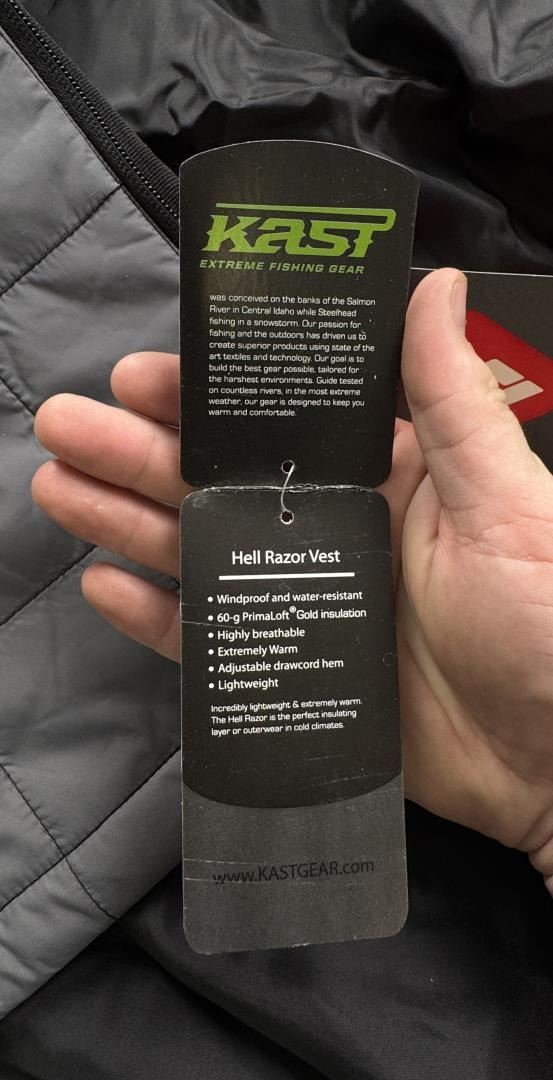 KAST
EXTREME FISHING GEAR
was conceived on the banks of the Salmon
River in Central Idaho while Steelhead
fishing in a snowstorm. Our passion for
fishing and the outdoors has driven us to
create superior products using state of the
art textiles and technology. Our goal is to
build the best gear possible, tailored for
the harshest environments. Guide tested
on countless rivers, in the most extreme
weather, our gear is designed to keep you
warm and comfortable.
Hell Razor Vest
• Windproof and water-resistant
• 60-g PrimaLoft® Gold insulation
• Highly breathable
• Extremely Warm
• Adjustable drawcord hem
• Lightweight
Incredibly lightweight & extremely warm.
The Hell Razor is the perfect insulating
layer or outerwear in cold climates.
www.KASTGEAR.com